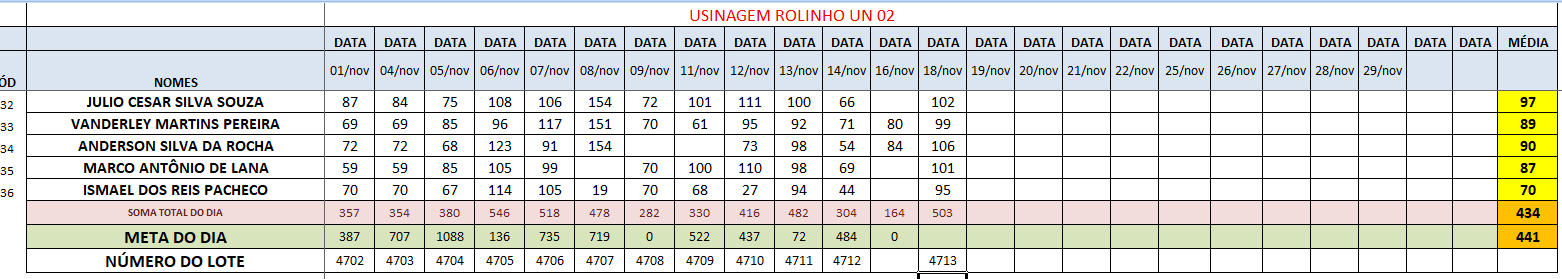 USINAGEM ROLINHO UN 02
DATA DATA DATA DATA DATA DATA DATA DATA DATA DATA DATA DATA DATA DATA DATA DATA DATA DATA DATA DATA DATA DATA DATA MÉDIA
ÓD NOMES 01/nov 04/nov 05/nov 06/nov 07/nov 08/nov 09/nov 11/nov 12/nov 13/nov 14/nov 16/nov 18/nov 19/nov 20/nov 21/nov 22/nov 25/nov 26/nov 27/nov 28/nov 29/nov
32 JULIO CESAR SILVA SOUZA 87 84 75 108 106 154 72 101 111 100 66 102 97
33 VANDERLEY MARTINS PEREIRA 69 69 85 96 117 151 70 61 95 92 71 80 99 89
34 ANDERSON SILVA DA ROCHA 72 72 68 123 91 154 73 98 54 84 106 90
35 MARCO ANTÔNIO DE LANA 59 59 85 105 99 70 100 110 98 69 101 87
36 ISMAEL DOS REIS PACHECO 70 70 67 114 105 19 70 68 27 94 44 95 70
SOMA TOTAL DO DIA 357 354 380 546 518 478 282 330 416 482 304 164 503 434
META DO DIA 387 707 1088 136 735 719 0 522 437 72 484 0 441
NÚMERO DO LOTE 4702 4703 4704 4705 4706 4707 4708 4709 4710 4711 4712 4713